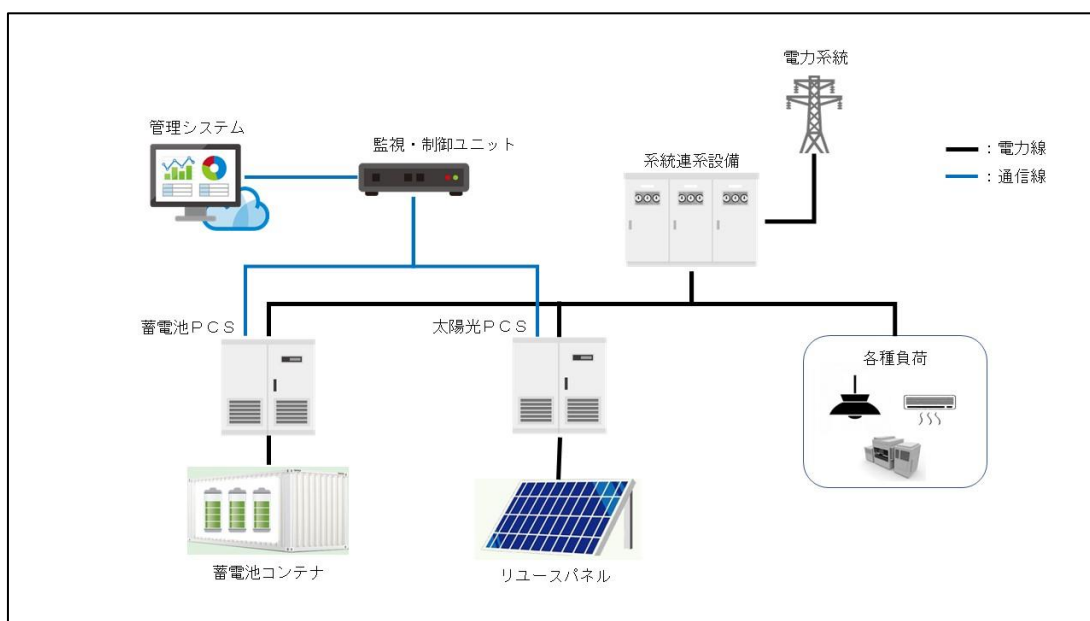 電力系統
管理システム
監視・制御ユニット
系統連系設備
：電力線
：通信線
蓄電池ＰＣＳ
太陽光ＰＣＳ
各種負荷
蓄電池コンテナ
リユースパネル